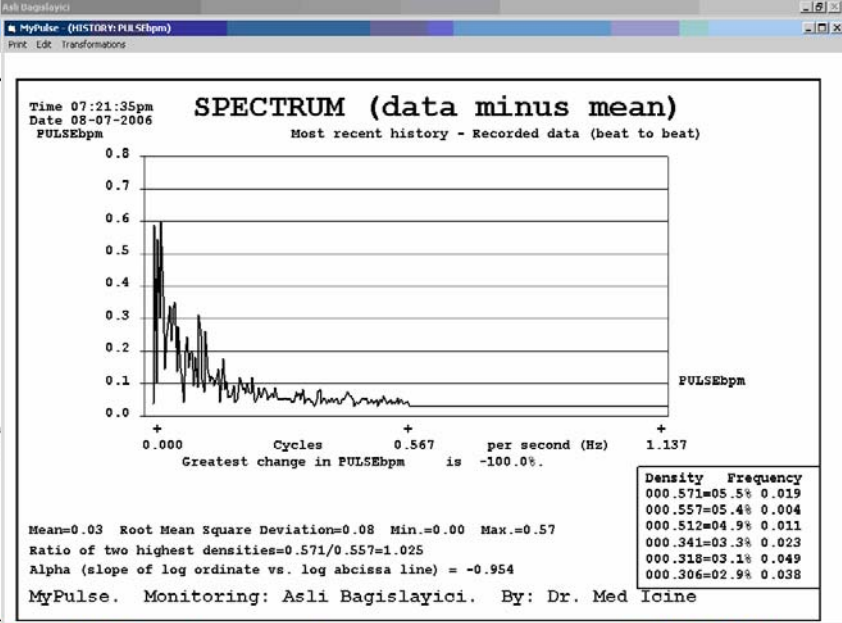 Asli Bagislayici
MyPulse - (HISTORY: PULSEbpm)
Print Edit Transformations
Time 07:21:35pm
SPECTRUM (data minus mean)
Date 08-07-2006
PULSEbpm
Most recent history - Recorded data (beat to beat)
0.8
0.7
0.6
0.5
0.4
0.3
0.2
0.1
0.0
PULSEbpm
+ + +
0.000 Cycles 0.567 per second (Hz) 1.137
Greatest change in PULSEbpm is -100.0%.
Density Frequency
000.571=05.5% 0.019
000.557=05.4% 0.004
000.512=04.9% 0.011
000.341=03.3% 0.023
000.318=03.1% 0.049
000.306=02.9% 0.038
Mean=0.03 Root Mean Square Deviation=0.08 Min.=0.00 Max.=0.57
Ratio of two highest densities=0.571/0.557=1.025
Alpha (slope of log ordinate vs. log abcissa line) = -0.954
MyPulse. Monitoring: Asli Bagislayici. By: Dr. Med Icine